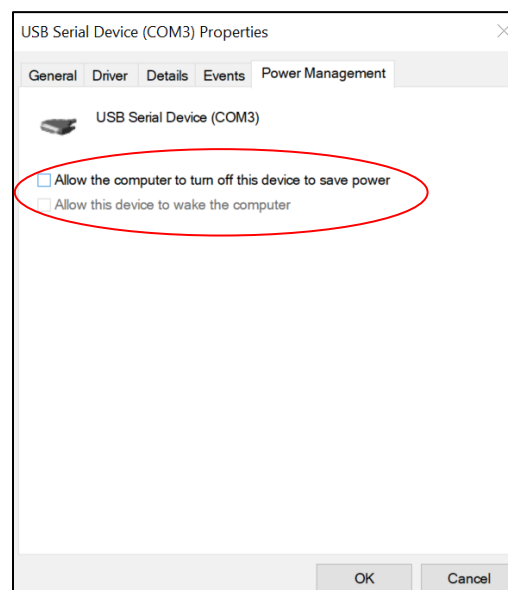 USB Serial Device (COM3) Properties
General Driver Details Events Power Management
USB Serial Device (COM3)
Allow the computer to turn off this device to save power
Allow this device to wake the computer
OK Cancel